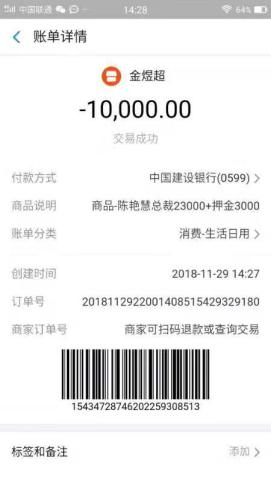 中国联通
14:28
64%
账单详情
金煜超
-10,000.00
交易成功
付款方式 中国建设银行(0599)
商品说明 商品-陈艳慧总裁23000+押金3000
账单分类 消费-生活日用
创建时间 2018-11-29 14:27
订单号 20181129220014085154293291​80
商家订单号 商家可扫码退款或查询交易
15434728746202259308513
标签和备注 添加